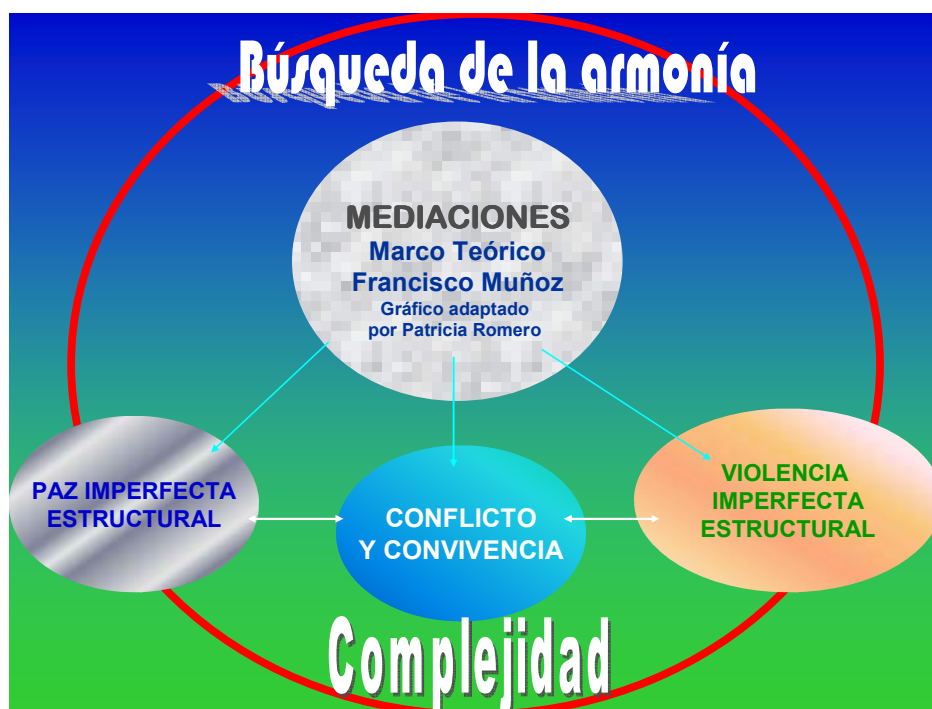 Búsqueda de la armonía
MEDIACIONES
Marco Teórico
Francisco Muñoz
Gráfico adaptado
por Patricia Romero
PAZ IMPERFECTA
ESTRUCTURAL
CONFLICTO
Y CONVIVENCIA
VIOLENCIA
IMPERFECTA
ESTRUCTURAL
Complejidad